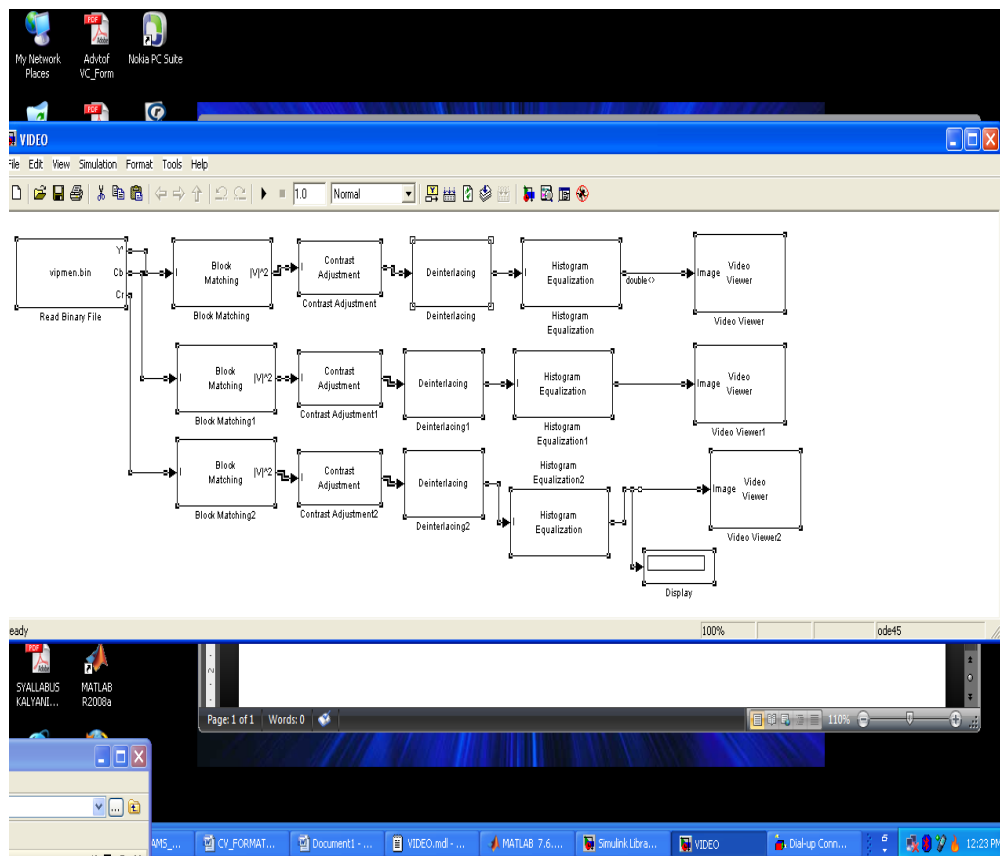 My Network Places
Advtof VC_Form
Nokia PC Suite
VIDEO
File Edit View Simulation Format Tools Help
1.0 Normal
vipmen.bin
Y'
Cb
Cr
Read Binary File
I Block Matching |V|^2
Block Matching
I Contrast Adjustment
Contrast Adjustment
Deinterlacing
Deinterlacing
I Histogram Equalization
Histogram Equalization
double<>
Image Video Viewer
Video Viewer
I Block Matching |V|^2
Block Matching1
I Contrast Adjustment
Contrast Adjustment1
Deinterlacing
Deinterlacing1
I Histogram Equalization
Histogram Equalization1
Image Video Viewer
Video Viewer1
I Block Matching |V|^2
Block Matching2
I Contrast Adjustment
Contrast Adjustment2
Deinterlacing
Deinterlacing2
Histogram Equalization2
I Histogram Equalization
Image Video Viewer
Video Viewer2
Display
eady
100%
ode45
SYALLABUS KALYANI...
MATLAB R2008a
Page: 1 of 1 Words: 0
110%
AMS_...
CV_FORMAT...
Document1 - ...
VIDEO.mdl - ...
MATLAB 7.6....
Simulink Libra...
VIDEO
Dial-up Conn...
12:23 PM